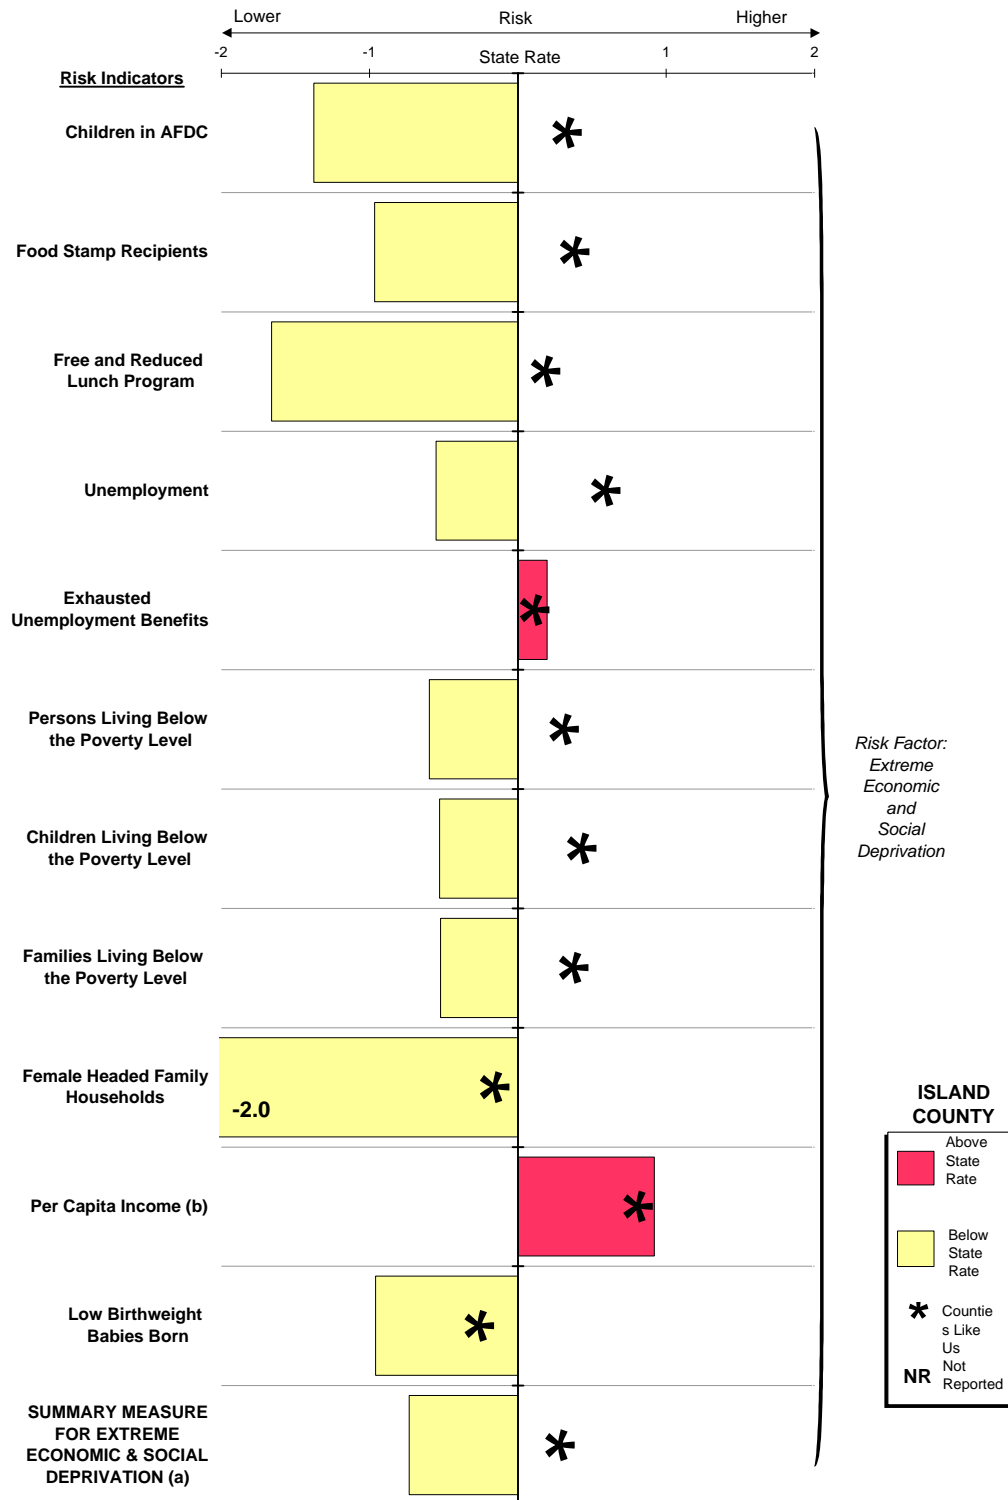 Lower
Risk
Higher
-2
-1
State Rate
1
2
Risk Indicators
Children in AFDC
Food Stamp Recipients
Free and Reduced
Lunch Program
Unemployment
Exhausted
Unemployment Benefits
Persons Living Below
the Poverty Level
Children Living Below
the Poverty Level
Families Living Below
the Poverty Level
Female Headed Family
Households
-2.0
Per Capita Income (b)
Low Birthweight
Babies Born
SUMMARY MEASURE
FOR EXTREME
ECONOMIC & SOCIAL
DEPRIVATION (a)
Risk Factor:
Extreme
Economic
and
Social
Deprivation
ISLAND
COUNTY
Above
State
Rate
Below
State
Rate
* Countie
s Like
Us
NR Not
Reported